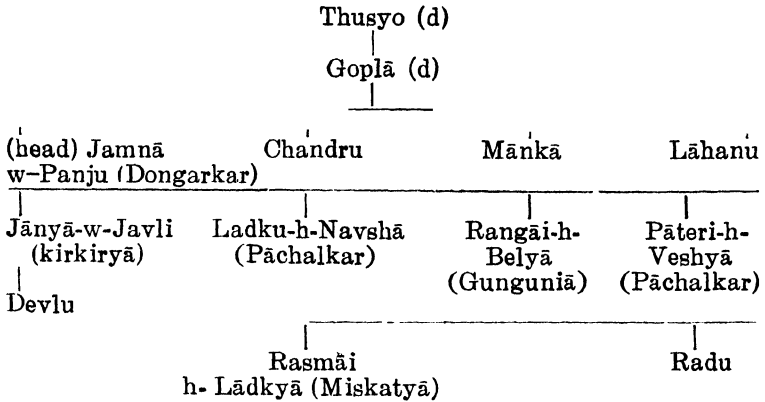 Thusyo (d)
Goplā (d)
(head) Jamnā Chandru Mānkā Lāhanu
w-Panju (Dongarkar)
Jānyā-w-Javli Ladku-h-Navshā Rangāi-h- Pāteri-h-
(kirkiryā) (Pāchalkar) Belyā Veshyā
(Gunguniā) (Pāchalkar)
Devlu
Rasmāi Radu
h- Lādkyā (Miskatyā)